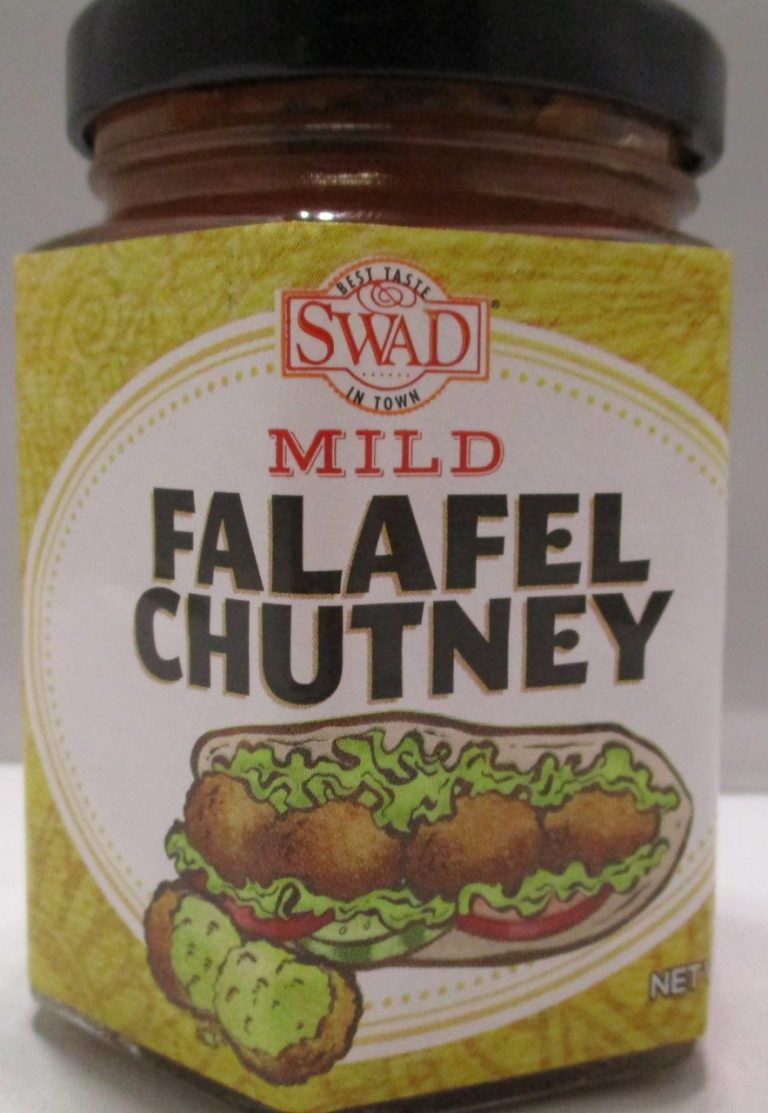 BEST TASTE
SWAD®
IN TOWN
MILD
FALAFEL
CHUTNEY
NET